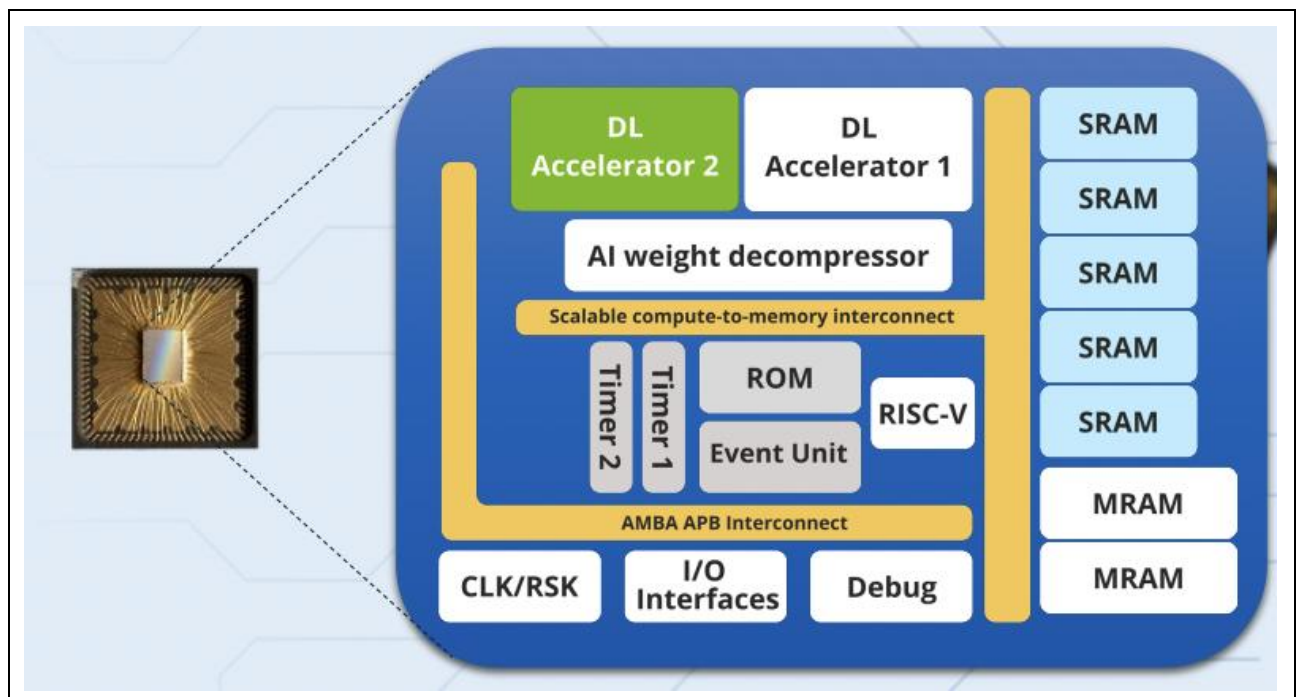 DL
Accelerator 2
DL
Accelerator 1
AI weight decompressor
Scalable compute-to-memory interconnect
Timer 2
Timer 1
ROM
Event Unit
RISC-V
AMBA APB Interconnect
CLK/RSK
I/O
Interfaces
Debug
SRAM
SRAM
SRAM
SRAM
SRAM
MRAM
MRAM